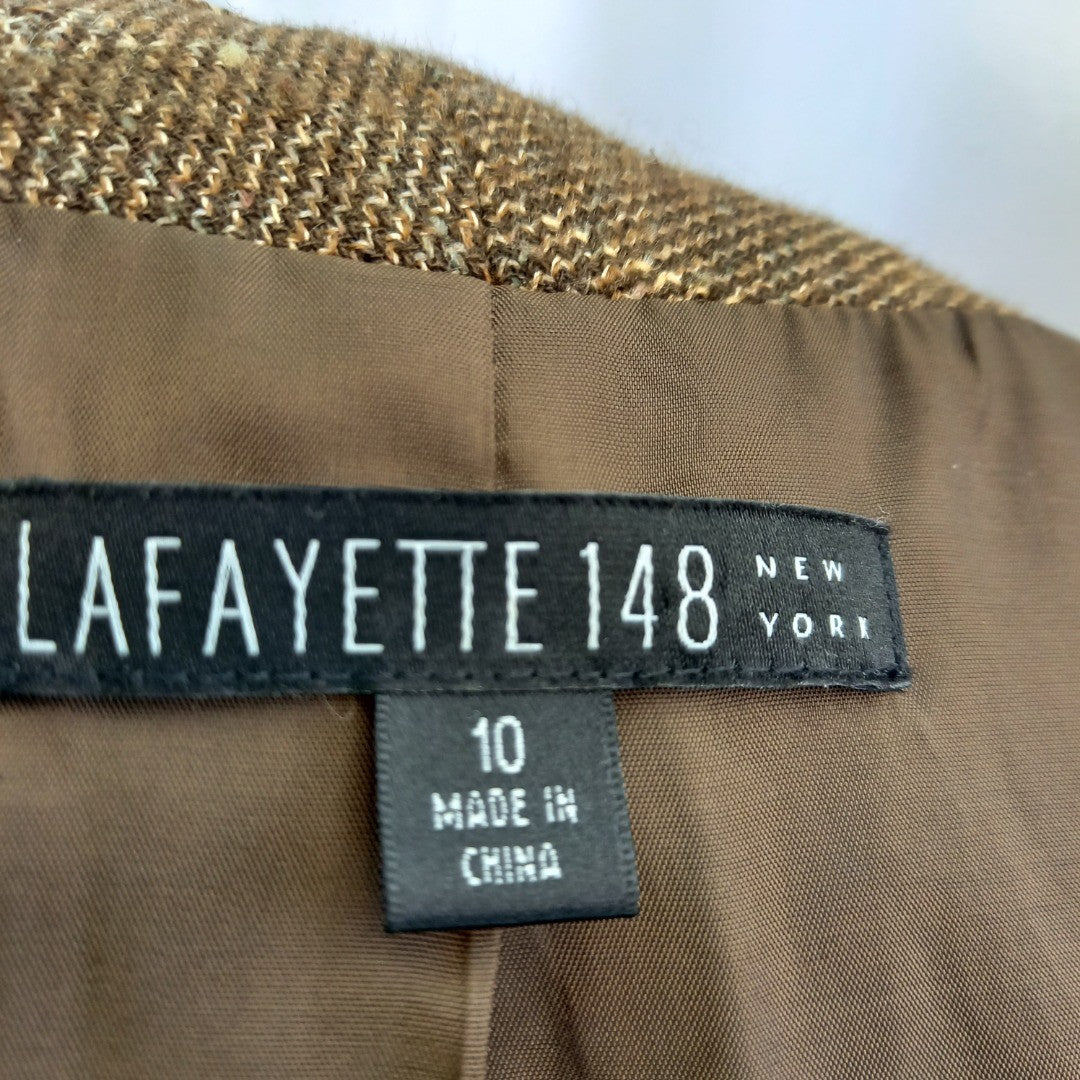 LAFAYETTE 148 NEW
YORK
10
MADE IN
CHINA